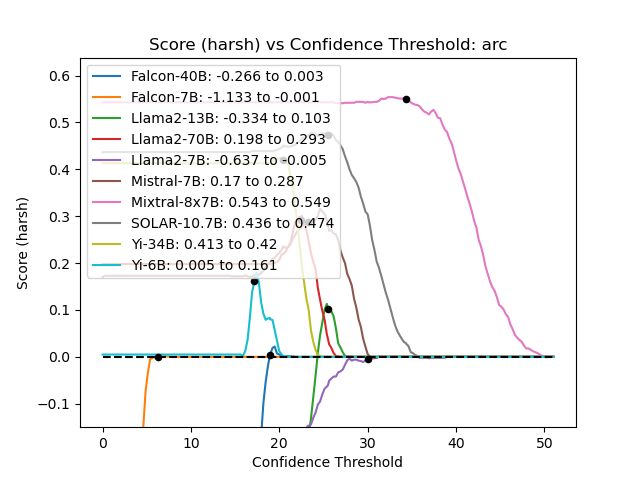 Score (harsh) vs Confidence Threshold: arc
Score (harsh)
0.6
0.5
0.4
0.3
0.2
0.1
0.0
−0.1
Falcon-40B: -0.266 to 0.003
Falcon-7B: -1.133 to -0.001
Llama2-13B: -0.334 to 0.103
Llama2-70B: 0.198 to 0.293
Llama2-7B: -0.637 to -0.005
Mistral-7B: 0.17 to 0.287
Mixtral-8x7B: 0.543 to 0.549
SOLAR-10.7B: 0.436 to 0.474
Yi-34B: 0.413 to 0.42
Yi-6B: 0.005 to 0.161
0 10 20 30 40 50
Confidence Threshold